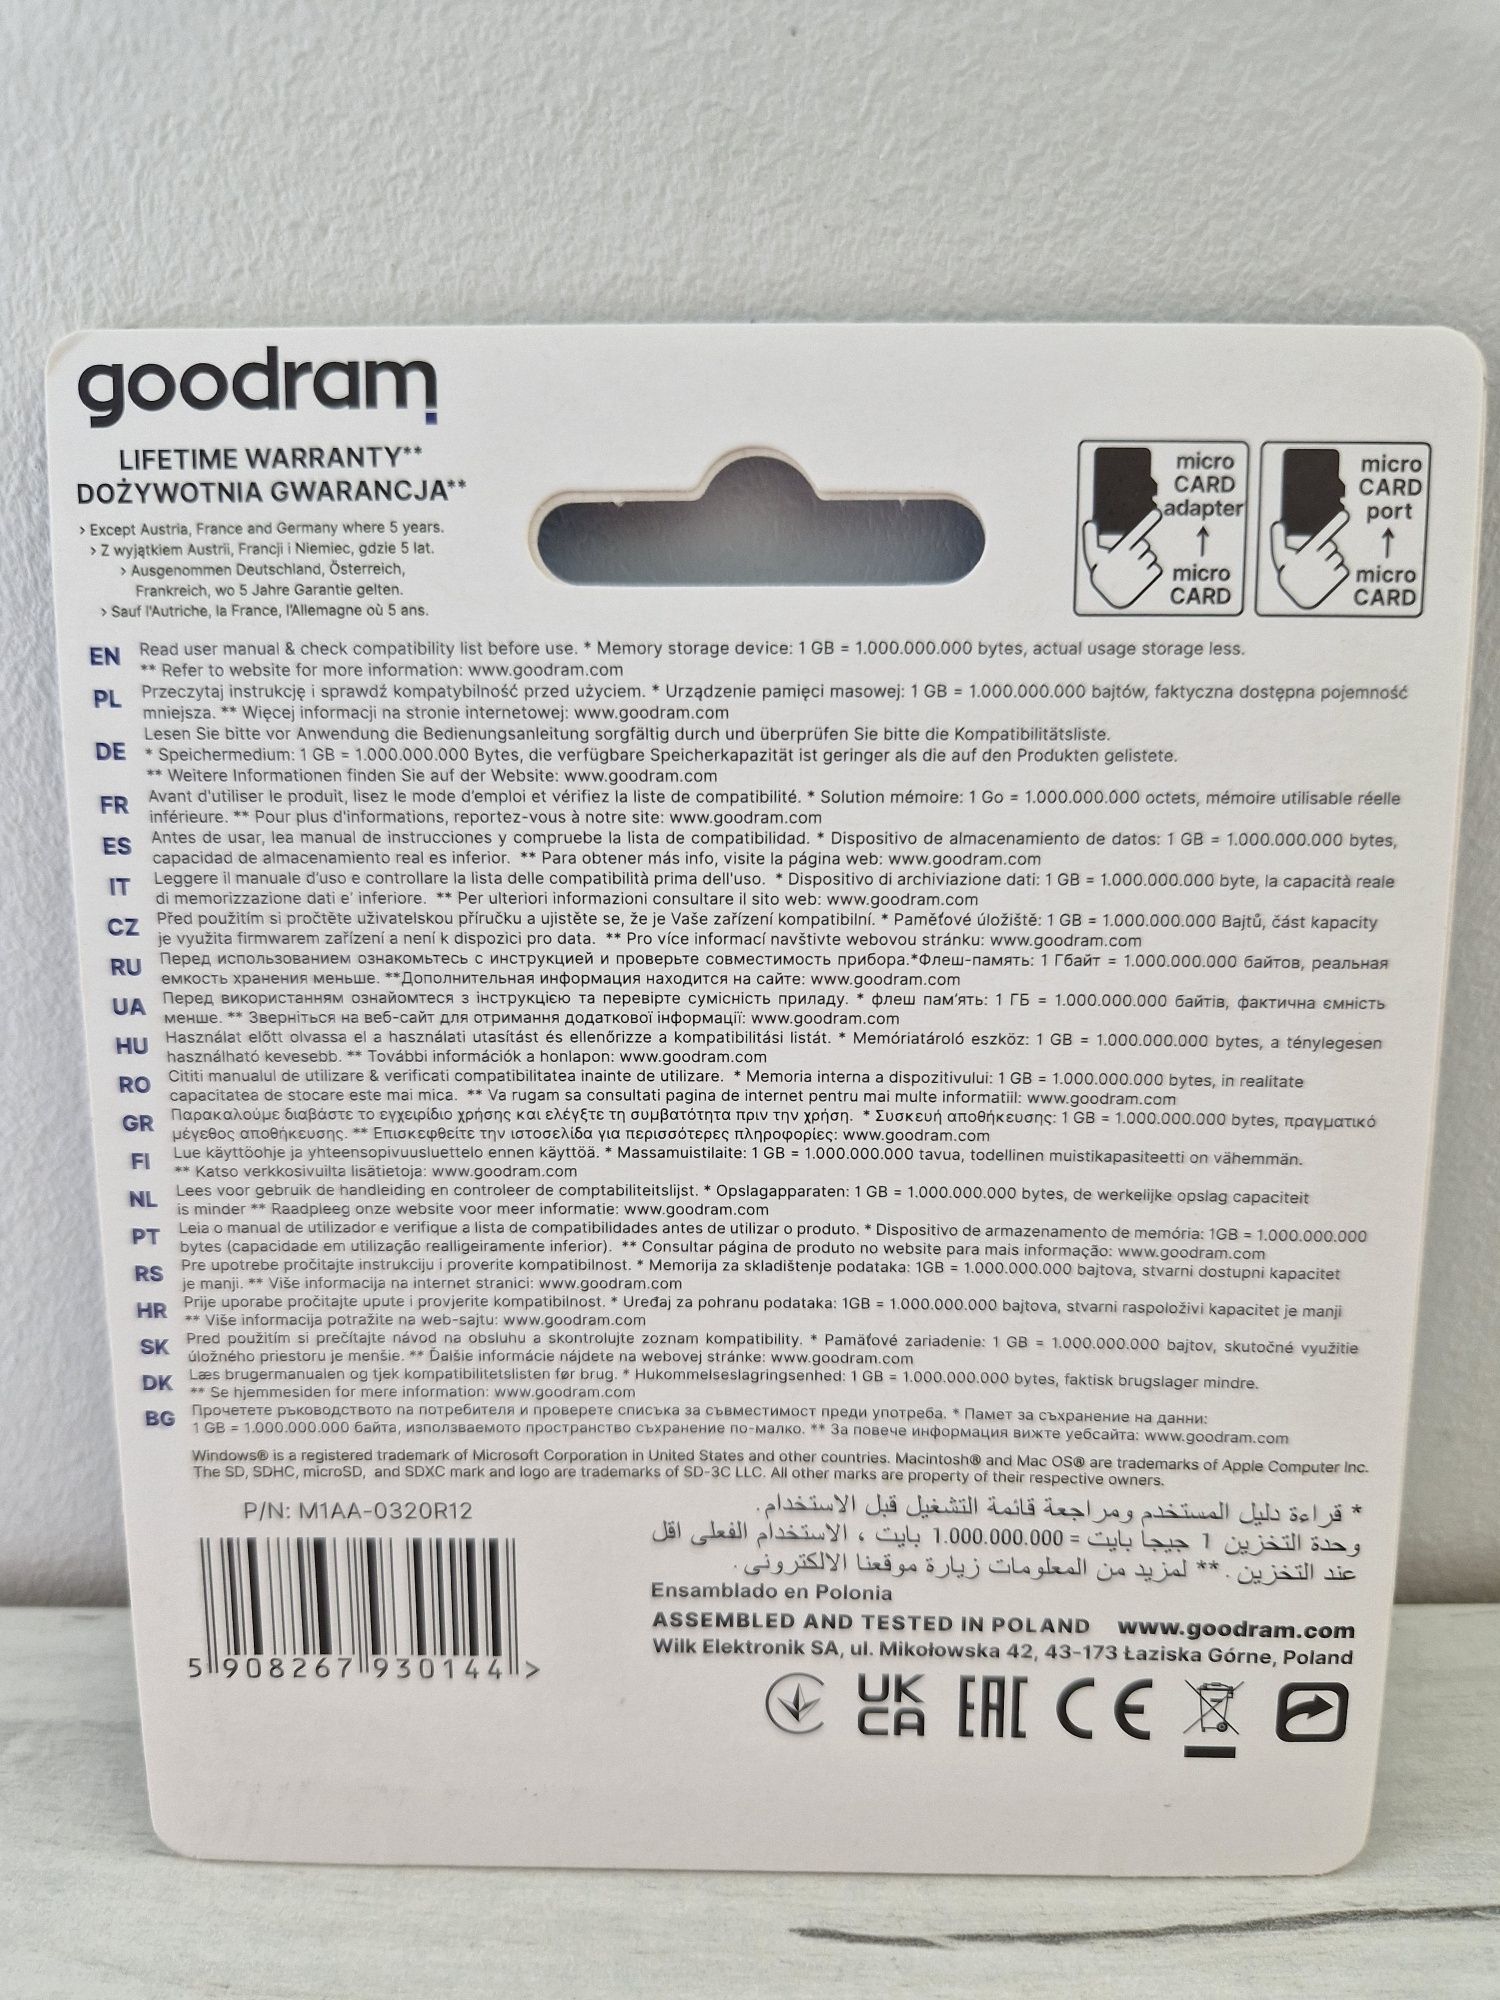 goodram
LIFETIME WARRANTY**
DOŻYWOTNIA GWARANCJA**
> Except Austria, France and Germany where 5 years.
> Z wyjątkiem Austrii, Francji i Niemiec, gdzie 5 lat.
> Ausgenommen Deutschland, Österreich,
Frankreich, wo 5 Jahre Garantie gelten.
> Sauf l'Autriche, la France, l'Allemagne où 5 ans.
micro
CARD
adapter
↑
micro
CARD
micro
CARD
port
↑
micro
CARD
EN Read user manual & check compatibility list before use. * Memory storage device: 1 GB = 1.000.000.000 bytes, actual usage storage less.
** Refer to website for more information: www.goodram.com
PL Przeczytaj instrukcję i sprawdź kompatybilność przed użyciem. * Urządzenie pamięci masowej: 1 GB = 1.000.000.000 bajtów, faktyczna dostępna pojemność
mniejsza. ** Więcej informacji na stronie internetowej: www.goodram.com
DE Lesen Sie bitte vor Anwendung die Bedienungsanleitung sorgfältig durch und überprüfen Sie bitte die Kompatibilitätsliste.
* Speichermedium: 1 GB = 1.000.000.000 Bytes, die verfügbare Speicherkapazität ist geringer als die auf den Produkten gelistete.
** Weitere Informationen finden Sie auf der Website: www.goodram.com
FR Avant d'utiliser le produit, lisez le mode d'emploi et vérifiez la liste de compatibilité. * Solution mémoire: 1 Go = 1.000.000.000 octets, mémoire utilisable réelle
inférieure. ** Pour plus d'informations, reportez-vous à notre site: www.goodram.com
ES Antes de usar, lea manual de instrucciones y compruebe la lista de compatibilidad. * Dispositivo de almacenamiento de datos: 1 GB = 1.000.000.000 bytes,
capacidad de almacenamiento real es inferior. ** Para obtener más info, visite la página web: www.goodram.com
IT Leggere il manuale d'uso e controllare la lista delle compatibilità prima dell'uso. * Dispositivo di archiviazione dati: 1 GB = 1.000.000.000 byte, la capacità reale
di memorizzazione dati e' inferiore. ** Per ulteriori informazioni consultare il sito web: www.goodram.com
CZ Před použitím si pročtěte uživatelskou příručku a ujistěte se, že je Vaše zařízení kompatibilní. * Paměťové úložiště: 1 GB = 1.000.000.000 Bajtů, část kapacity
je využita firmwarem zařízení a není k dispozici pro data. ** Pro více informací navštivte webovou stránku: www.goodram.com
RU Перед использованием ознакомьтесь с инструкцией и проверьте совместимость прибора.*Флеш-память: 1 Гбайт = 1.000.000.000 байтов, реальная
емкость хранения меньше. **Дополнительная информация находится на сайте: www.goodram.com
UA Перед використанням ознайомтеся з інструкцією та перевірте сумісність приладу. * флеш пам'ять: 1 ГБ = 1.000.000.000 байтів, фактична ємність
менше. ** Зверніться на веб-сайт для отримання додаткової інформації: www.goodram.com
HU Használat előtt olvassa el a használati utasítást és ellenőrizze a kompatibilitási listát. * Memóriatároló eszköz: 1 GB = 1.000.000.000 bytes, a ténylegesen
használható kevesebb. ** További információk a honlapon: www.goodram.com
RO Cititi manualul de utilizare & verificati compatibilitatea inainte de utilizare. * Memoria interna a dispozitivului: 1 GB = 1.000.000.000 bytes, in realitate
capacitatea de stocare este mai mica. ** Va rugam sa consultati pagina de internet pentru mai multe informatiil: www.goodram.com
GR Παρακαλούμε διαβάστε το εγχειρίδιο χρήσης και ελέγξτε τη συμβατότητα πριν την χρήση. * Συσκευή αποθήκευσης: 1 GB = 1.000.000.000 bytes, πραγματικό
μέγεθος αποθήκευσης. ** Επισκεφθείτε την ιστοσελίδα για περισσότερες πληροφορίες: www.goodram.com
FI Lue käyttöohje ja yhteensopivuusluettelo ennen käyttöä. * Massamuistilaite: 1 GB = 1.000.000.000 tavua, todellinen muistikapasiteetti on vähemmän.
** Katso verkkosivuilta lisätietoja: www.goodram.com
NL Lees voor gebruik de handleiding en controleer de comptabiliteitslijst. * Opslagapparaten: 1 GB = 1.000.000.000 bytes, de werkelijke opslag capaciteit
is minder ** Raadpleeg onze website voor meer informatie: www.goodram.com
PT Leia o manual de utilizador e verifique a lista de compatibilidades antes de utilizar o produto. * Dispositivo de armazenamento de memória: 1GB = 1.000.000.000
bytes (capacidade em utilização realligeiramente inferior). ** Consultar página de produto no website para mais informação: www.goodram.com
RS Pre upotrebe pročitajte instrukciju i proverite kompatibilnost. * Memorija za skladištenje podataka: 1GB = 1.000.000.000 bajtova, stvarni dostupni kapacitet
je manji. ** Više informacija na internet stranici: www.goodram.com
HR Prije uporabe pročitajte upute i provjerite kompatibilnost. * Uređaj za pohranu podataka: 1GB = 1.000.000.000 bajtova, stvarni raspoloživi kapacitet je manji
** Više informacija potražite na web-sajtu: www.goodram.com
SK Pred použitím si prečítajte návod na obsluhu a skontrolujte zoznam kompatibility. * Pamäťové zariadenie: 1 GB = 1.000.000.000 bajtov, skutočné využitie
úložného priestoru je menšie. ** Ďalšie informácie nájdete na webovej stránke: www.goodram.com
DK Læs brugermanualen og tjek kompatibilitetslisten før brug. * Hukommelseslagringsenhed: 1 GB = 1.000.000.000 bytes, faktisk brugslager mindre.
** Se hjemmesiden for mere information: www.goodram.com
BG Прочетете ръководството na потребителя и проверете списъка за съвместимост преди употреба. * Памет за съхранение на данни:
1 GB = 1.000.000.000 байта, използваемото пространство съхранение по-малко. ** За повече информация вижте уебсайта: www.goodram.com
Windows® is a registered trademark of Microsoft Corporation in United States and other countries. Macintosh® and Mac OS® are trademarks of Apple Computer Inc.
The SD, SDHC, microSD, and SDXC mark and logo are trademarks of SD-3C LLC. All other marks are property of their respective owners.
P/N: M1AA-0320R12
5 908267 930144 >
* قراءة دليل المستخدم ومراجعة قائمة التشغيل قبل الاستخدام.
وحدة التخزين 1 جيجا بايت = 1.000.000.000 بايت ، الاستخدام الفعلى اقل
عند التخزين . ** لمزيد من المعلومات زيارة موقعنا الالكترونى .
Ensamblado en Polonia
ASSEMBLED AND TESTED IN POLAND www.goodram.com
Wilk Elektronik SA, ul. Mikołowska 42, 43-173 Łaziska Górne, Poland
UK
CA
EAC
CE